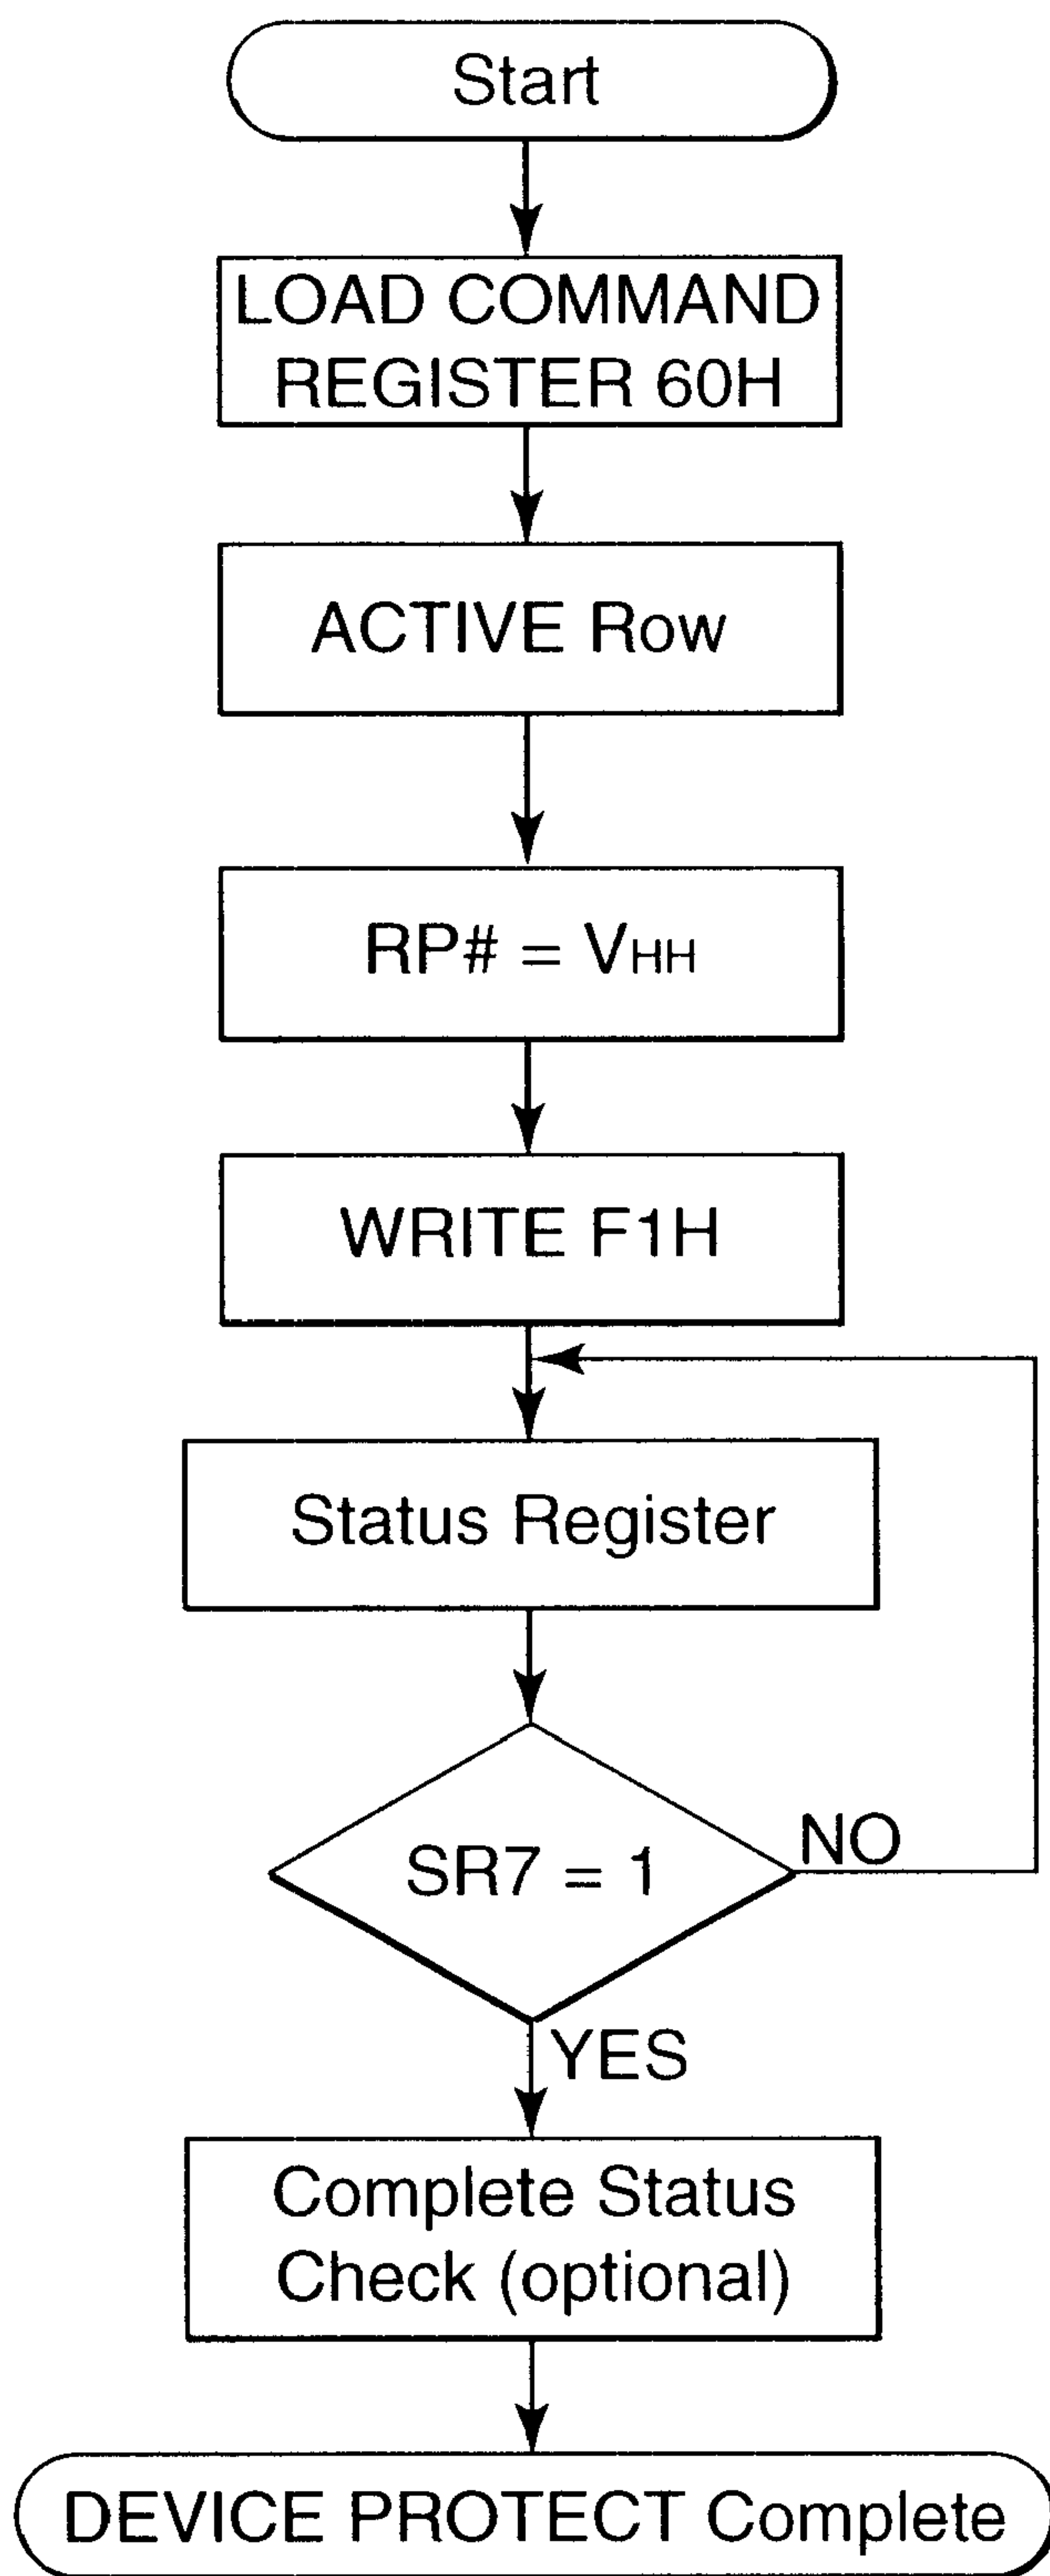 Start
LOAD COMMAND
REGISTER 60H
ACTIVE Row
RP# = VHH
WRITE F1H
Status Register
SR7 = 1
NO
YES
Complete Status
Check (optional)
DEVICE PROTECT Complete